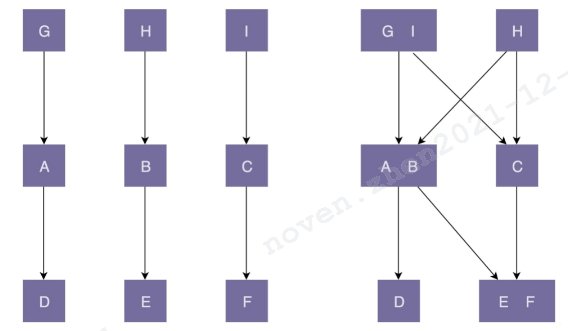 G H I G I H
A B C A B C
D E F D E F
noven.zhen2021-12-